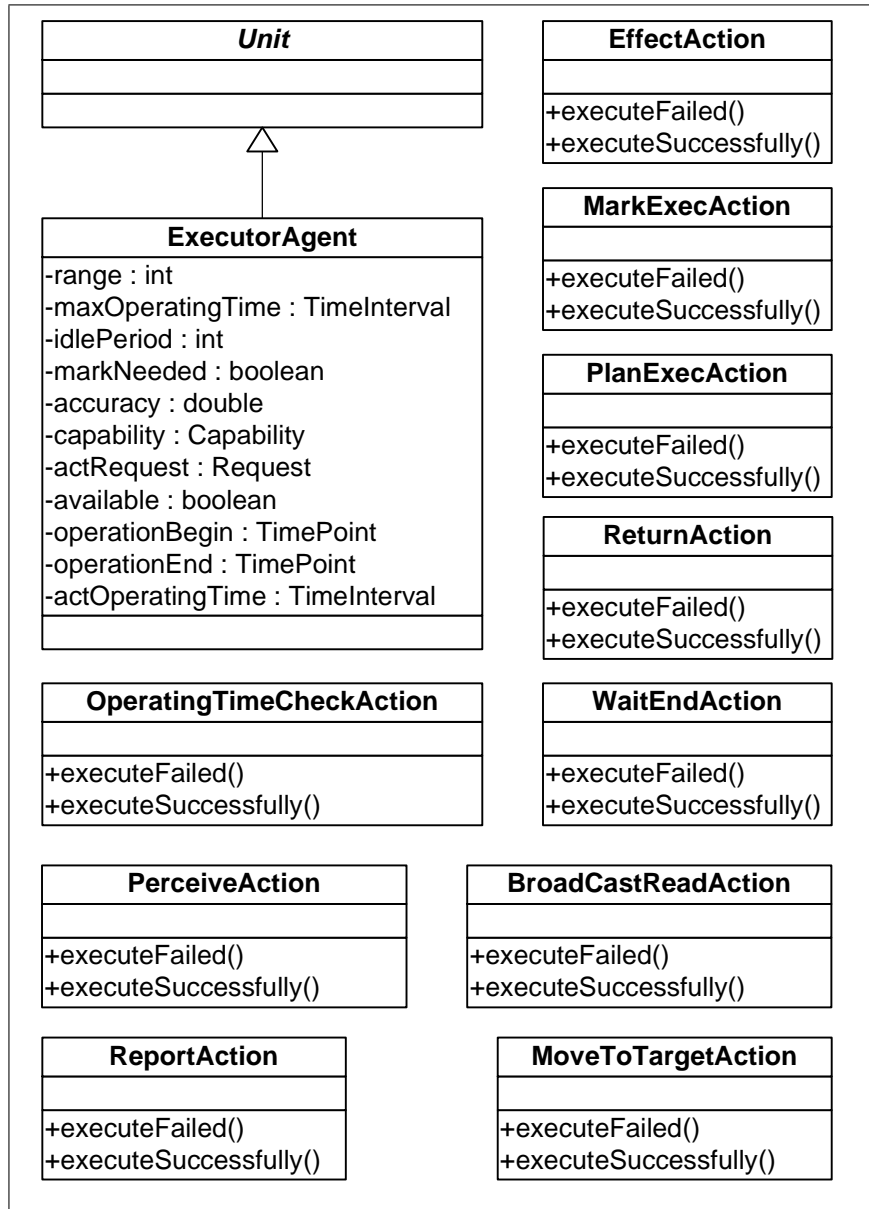 Unit
ExecutorAgent
-range : int
-maxOperatingTime : TimeInterval
-idlePeriod : int
-markNeeded : boolean
-accuracy : double
-capability : Capability
-actRequest : Request
-available : boolean
-operationBegin : TimePoint
-operationEnd : TimePoint
-actOperatingTime : TimeInterval
EffectAction
+executeFailed()
+executeSuccessfully()
MarkExecAction
+executeFailed()
+executeSuccessfully()
PlanExecAction
+executeFailed()
+executeSuccessfully()
ReturnAction
+executeFailed()
+executeSuccessfully()
OperatingTimeCheckAction
+executeFailed()
+executeSuccessfully()
WaitEndAction
+executeFailed()
+executeSuccessfully()
PerceiveAction
+executeFailed()
+executeSuccessfully()
BroadCastReadAction
+executeFailed()
+executeSuccessfully()
ReportAction
+executeFailed()
+executeSuccessfully()
MoveToTargetAction
+executeFailed()
+executeSuccessfully()